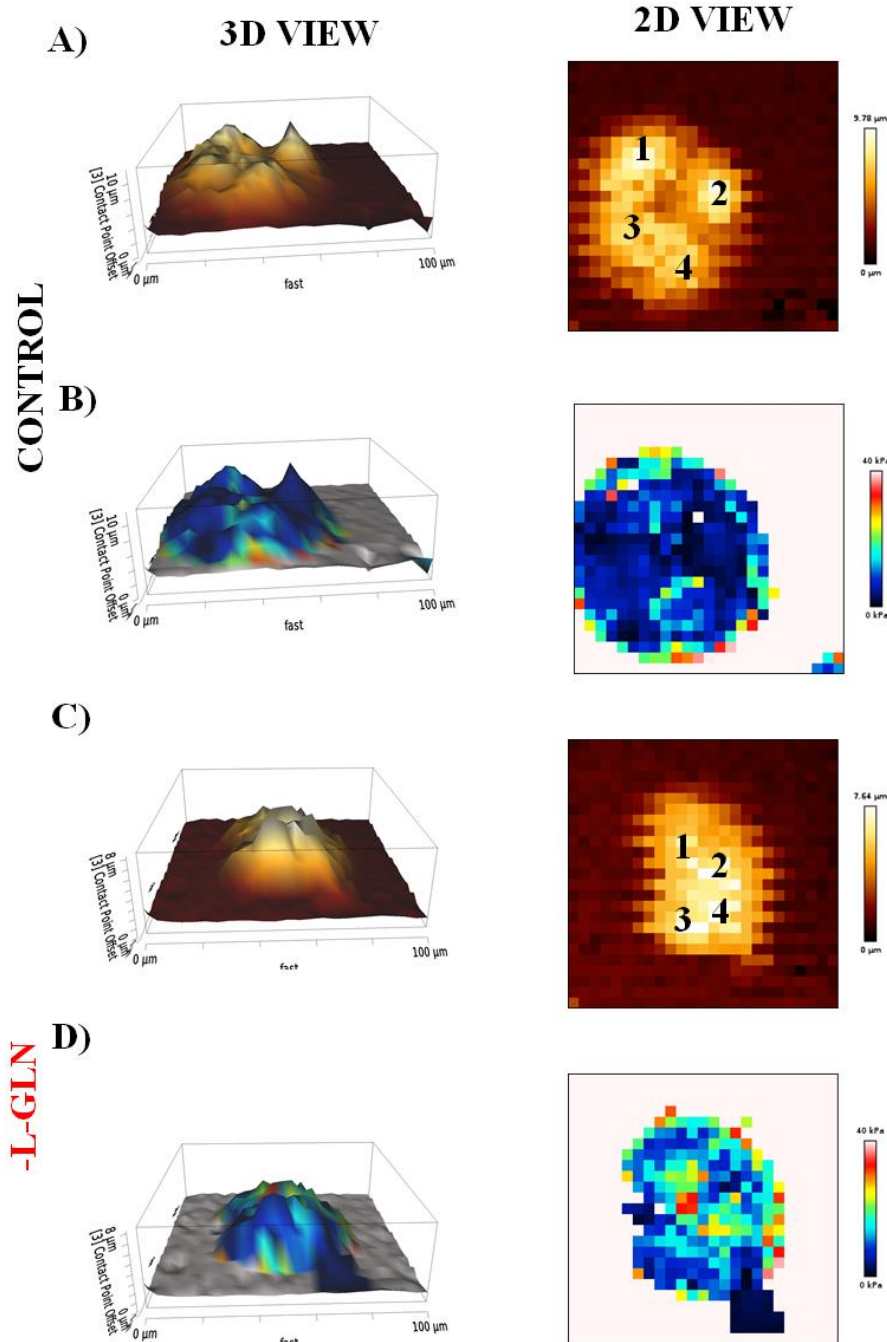 3D VIEW
2D VIEW
CONTROL
-L-GLN
A)
[3] Contact Point Offset
10 µm
0 µm
0 µm
fast
100 µm
1
2
3
4
9.78 µm
0 µm
B)
[3] Contact Point Offset
10 µm
0 µm
0 µm
fast
100 µm
40 kPa
0 kPa
C)
[3] Contact Point Offset
8 µm
0 µm
0 µm
fast
100 µm
1
2
3
4
7.64 µm
0 µm
D)
[3] Contact Point Offset
8 µm
0 µm
0 µm
fast
100 µm
40 kPa
0 kPa